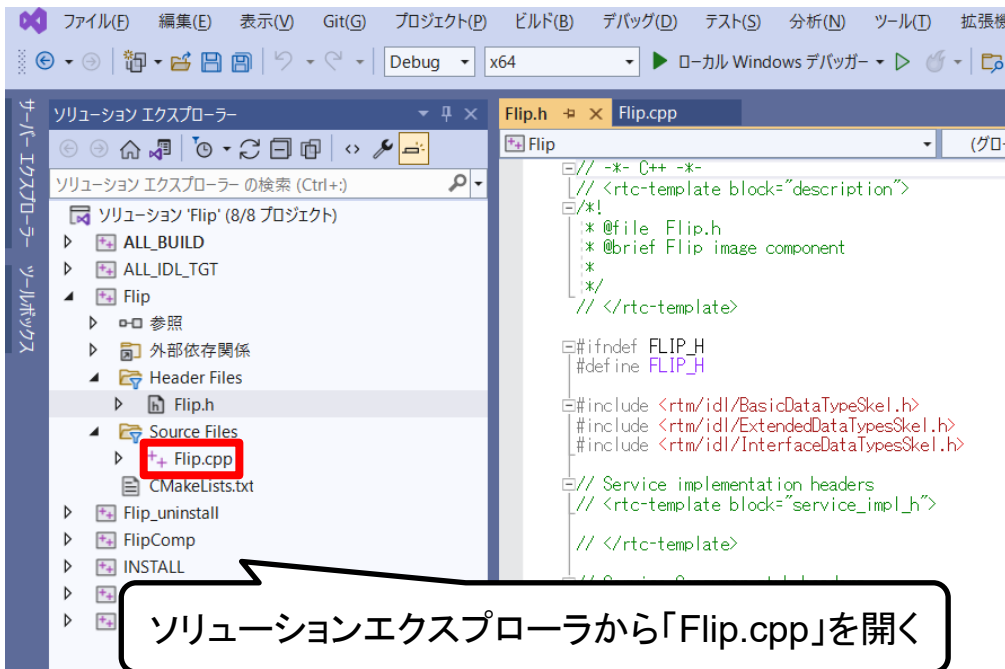 ファイル(F) 編集(E) 表示(V) Git(G) プロジェクト(P) ビルド(B) デバッグ(D) テスト(S) 分析(N) ツール(T) 拡張機
Debug x64 ローカル Windows デバッガー
サーバー エクスプローラー
ツールボックス
ソリューション エクスプローラー
ソリューション エクスプローラー の検索 (Ctrl+:)
ソリューション 'Flip' (8/8 プロジェクト)
ALL_BUILD
ALL_IDL_TGT
Flip
参照
外部依存関係
Header Files
Flip.h
Source Files
Flip.cpp
CMakeLists.txt
Flip_uninstall
FlipComp
INSTALL
Flip.h Flip.cpp
Flip (グロ
// -*- C++ -*-
// <rtc-template block="description">
/*!
* @file Flip.h
* @brief Flip image component
*
*/
// </rtc-template>
#ifndef FLIP_H
#define FLIP_H
#include <rtm/idl/BasicDataTypeSkel.h>
#include <rtm/idl/ExtendedDataTypesSkel.h>
#include <rtm/idl/InterfaceDataTypesSkel.h>
// Service implementation headers
// <rtc-template block="service_impl_h">
// </rtc-template>
ソリューションエクスプローラから「Flip.cpp」を開く